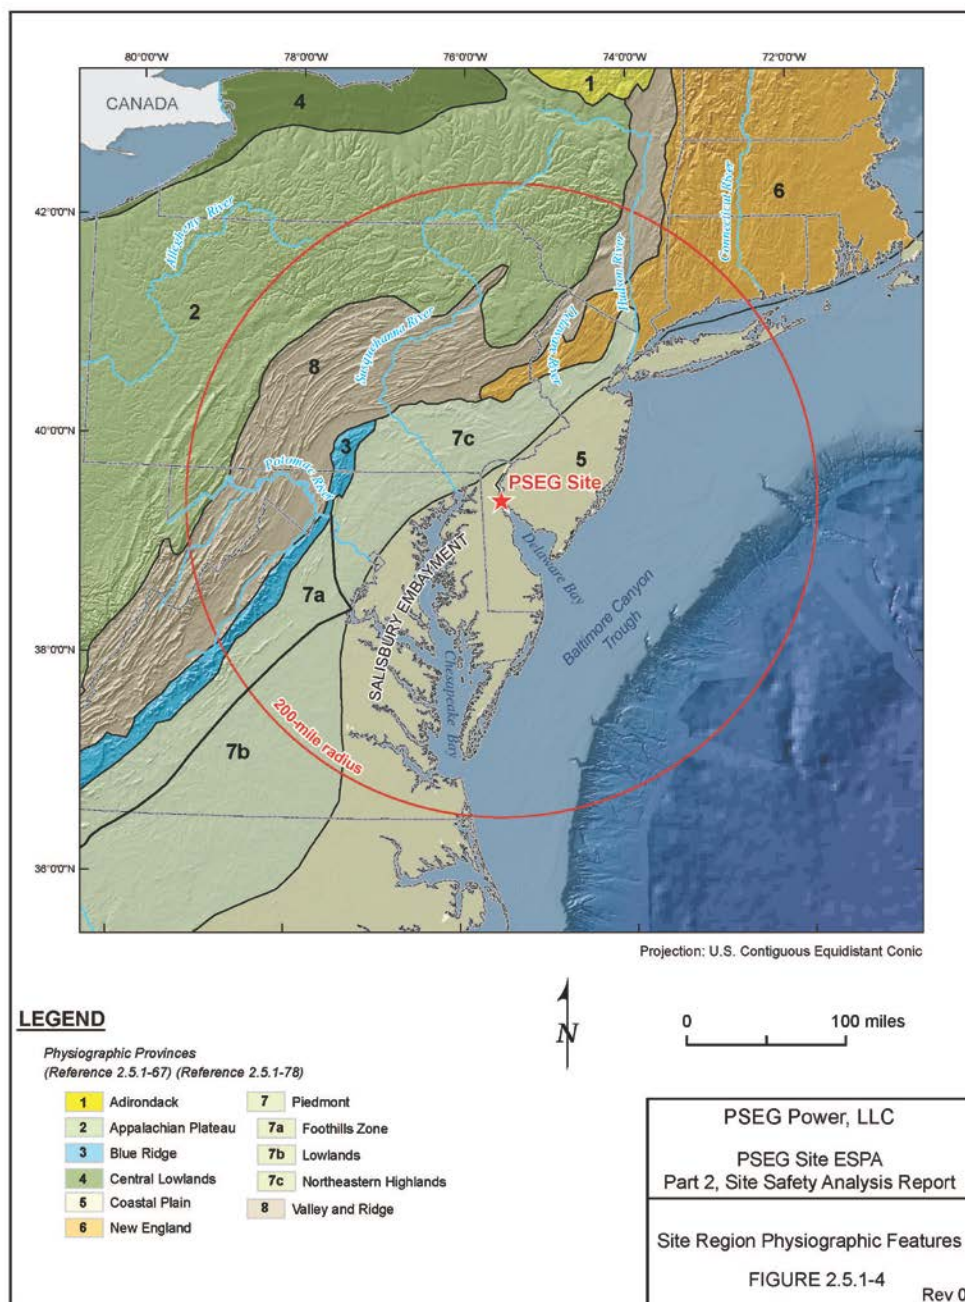 80°0'0"W 78°0'0"W 76°0'0"W 74°0'0"W 72°0'0"W
CANADA
4
1
6
42°0'0"N
Allegheny River
Connecticut River
Hudson River
2
Susquehanna River
Delaware River
8
40°0'0"N
3
7c
5
Potomac River
PSEG Site
Delaware Bay
SALISBURY EMBAYMENT
7a
Baltimore Canyon
Trough
38°0'0"N
Chesapeake Bay
200-mile radius
7b
36°0'0"N
Projection: U.S. Contiguous Equidistant Conic
N
0 100 miles
LEGEND
Physiographic Provinces
(Reference 2.5.1-67) (Reference 2.5.1-78)
1 Adirondack
2 Appalachian Plateau
3 Blue Ridge
4 Central Lowlands
5 Coastal Plain
6 New England
7 Piedmont
7a Foothills Zone
7b Lowlands
7c Northeastern Highlands
8 Valley and Ridge
PSEG Power, LLC
PSEG Site ESPA
Part 2, Site Safety Analysis Report
Site Region Physiographic Features
FIGURE 2.5.1-4
Rev 0